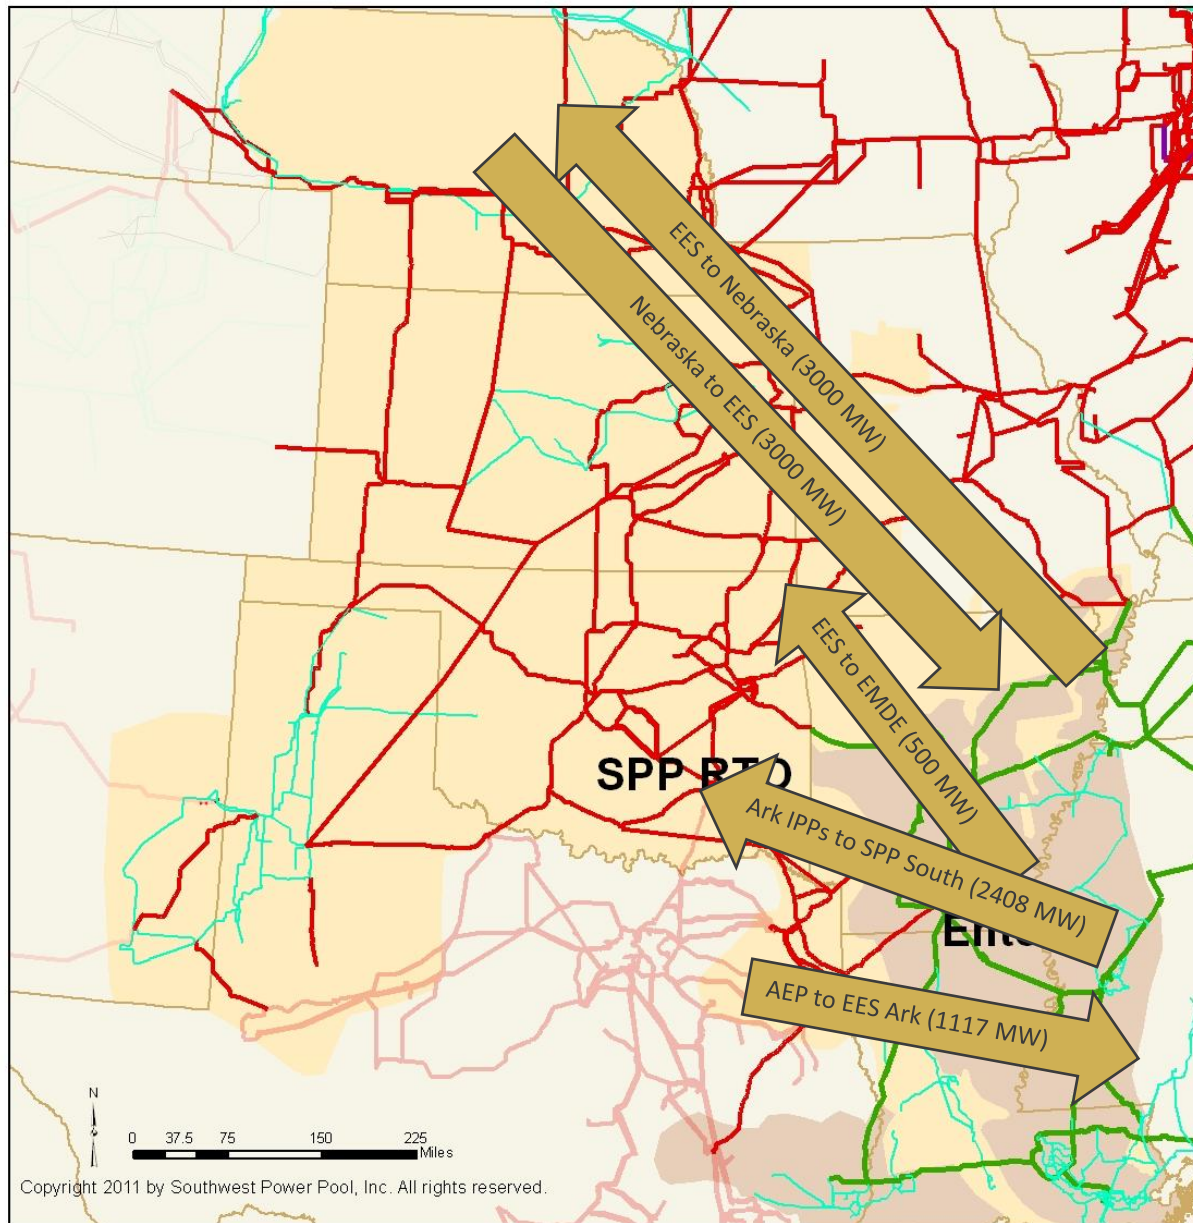 EES to Nebraska (3000 MW)
Nebraska to EES (3000 MW)
EES to EMDE (500 MW)
SPP RTO
Ark IPPs to SPP South (2408 MW)
AEP to EES Ark (1117 MW)
N
0 37.5 75 150 225
Miles
Copyright 2011 by Southwest Power Pool, Inc. All rights reserved.